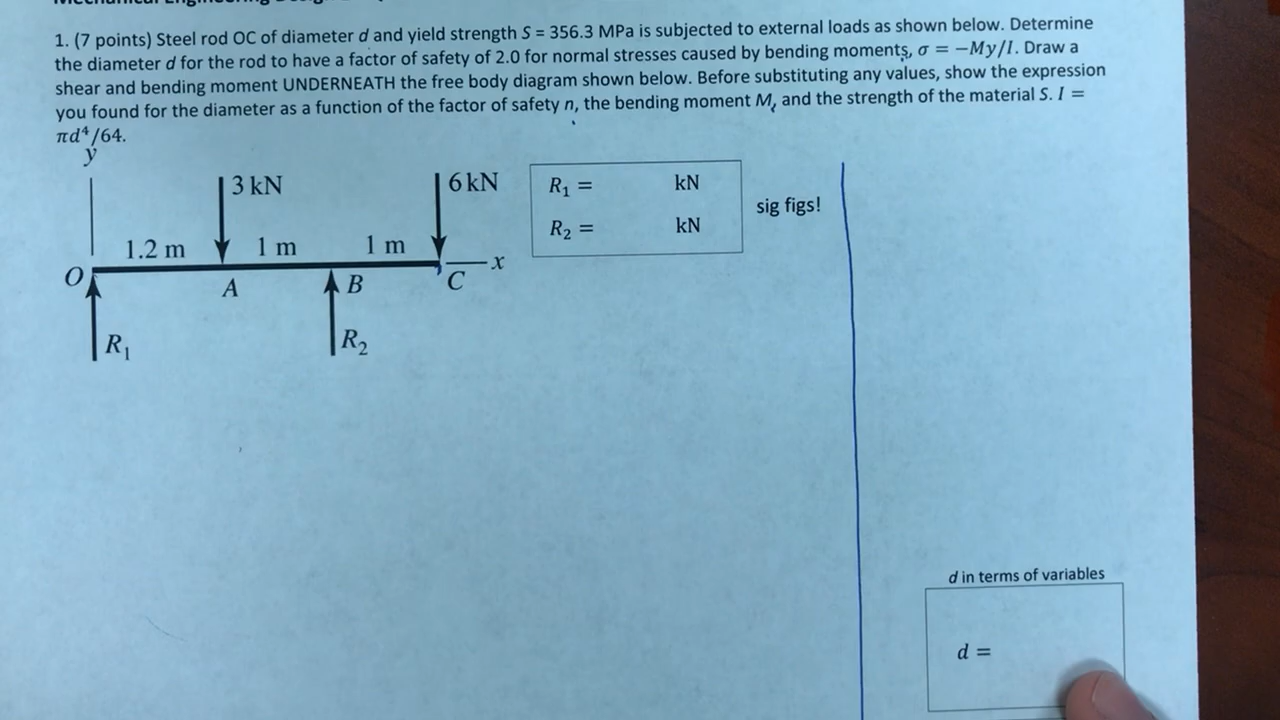 1. (7 points) Steel rod OC of diameter d and yield strength S = 356.3 MPa is subjected to external loads as shown below. Determine
the diameter d for the rod to have a factor of safety of 2.0 for normal stresses caused by bending moments, σ = −My/I. Draw a
shear and bending moment UNDERNEATH the free body diagram shown below. Before substituting any values, show the expression
you found for the diameter as a function of the factor of safety n, the bending moment M, and the strength of the material S. I =
πd⁴/64.
y
3 kN
6 kN
R₁ = kN
R₂ = kN
sig figs!
1.2 m
1 m
1 m
x
O
A
B
C
R₁
R₂
d in terms of variables
d =